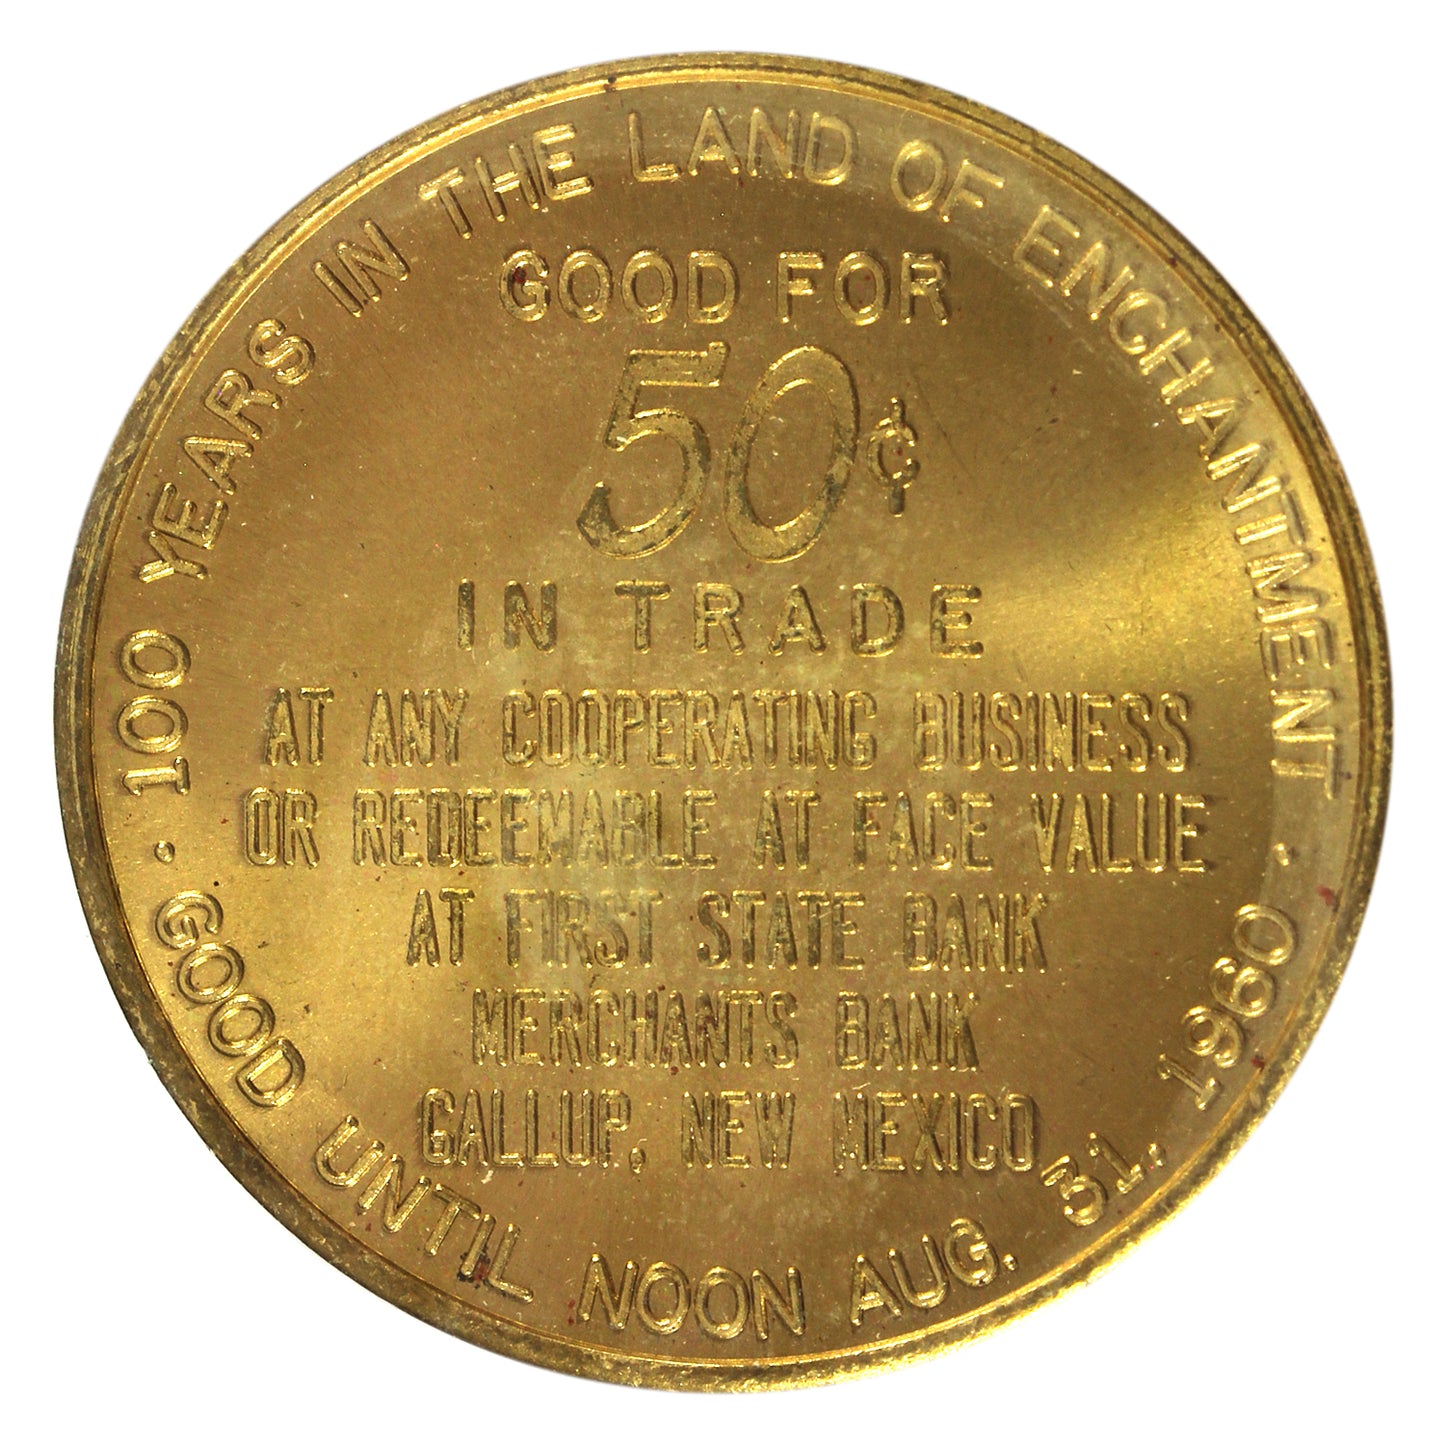 100 YEARS IN THE LAND OF ENCHANTMENT
GOOD FOR
50¢
IN TRADE
AT ANY COOPERATING BUSINESS
OR REDEEMABLE AT FACE VALUE
AT FIRST STATE BANK
MERCHANTS BANK
GALLUP, NEW MEXICO
· GOOD UNTIL NOON AUG. 31, 1960 ·